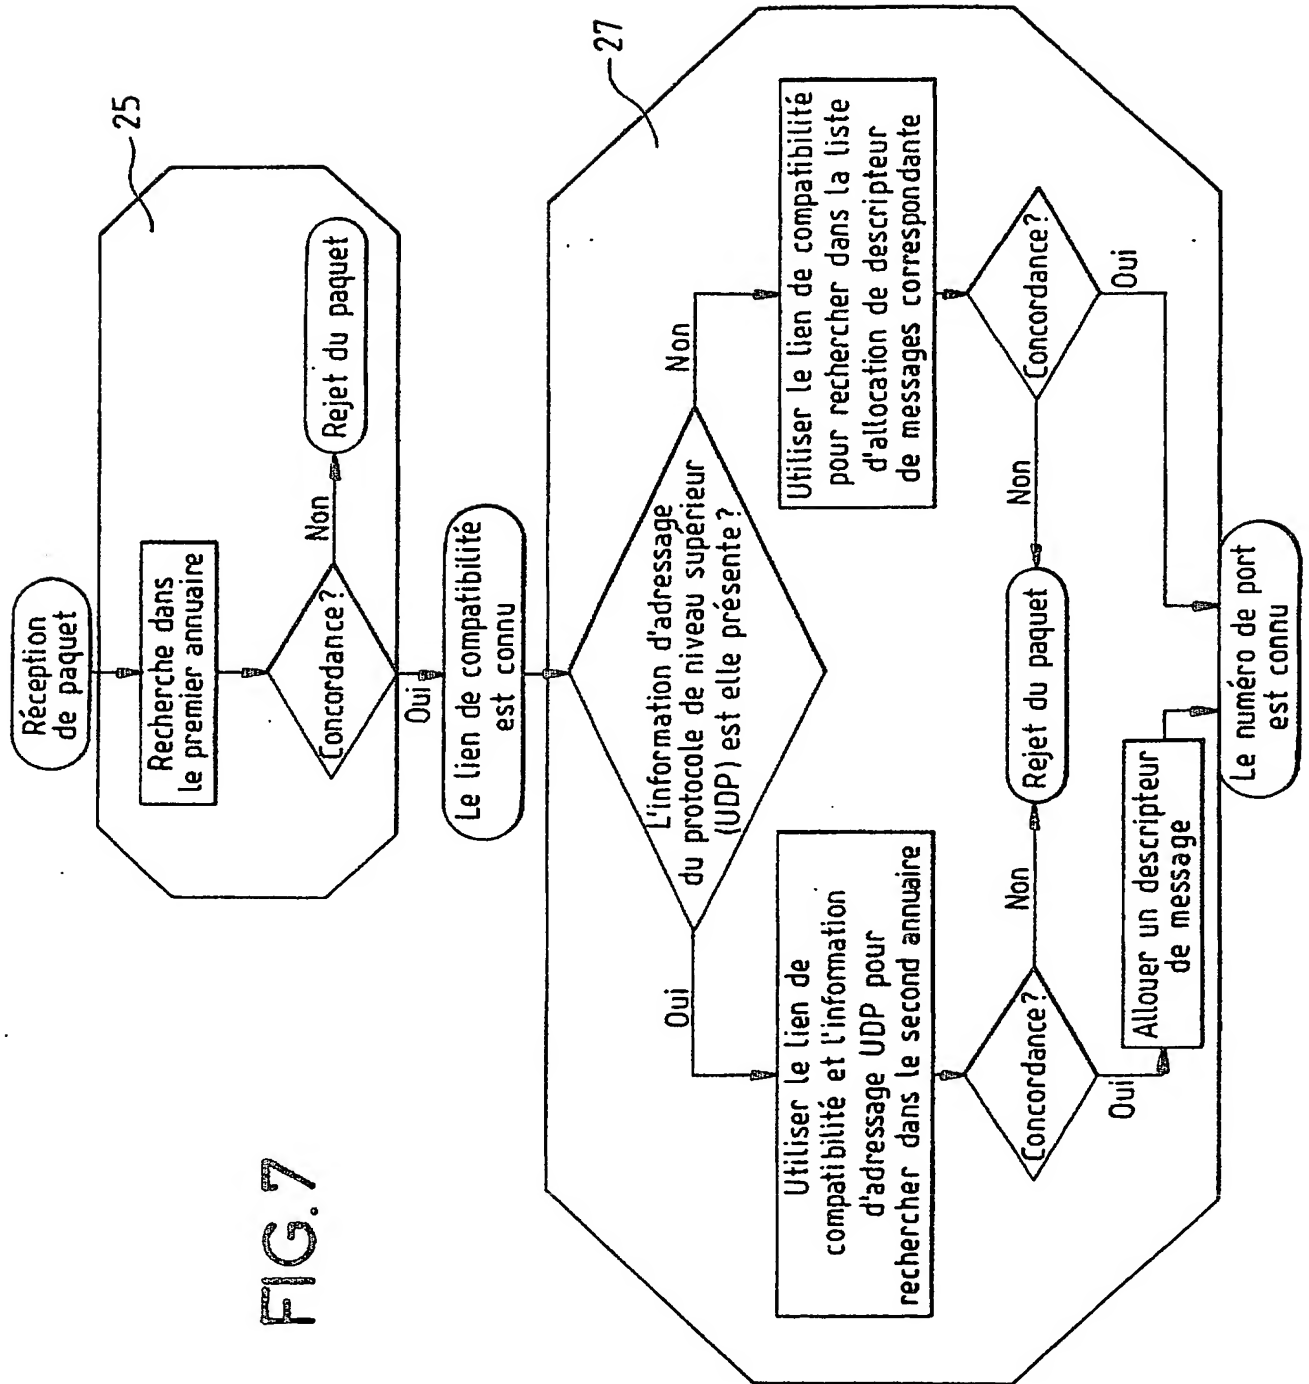 Réception
de paquet
25
Recherche dans
le premier annuaire
Concordance?
Non
Rejet du paquet
Oui
Le lien de compatibilité
est connu
27
L'information d'adressage
du protocole de niveau supérieur
(UDP) est elle présente?
Oui
Non
Utiliser le lien de
compatibilité et l'information
d'adressage UDP pour
rechercher dans le second annuaire
Utiliser le lien de compatibilité
pour rechercher dans la liste
d'allocation de descripteur
de messages correspondante
Concordance?
Non
Rejet du paquet
Non
Concordance?
Oui
Oui
Allouer un descripteur
de message
Le numéro de port
est connu
FIG.7